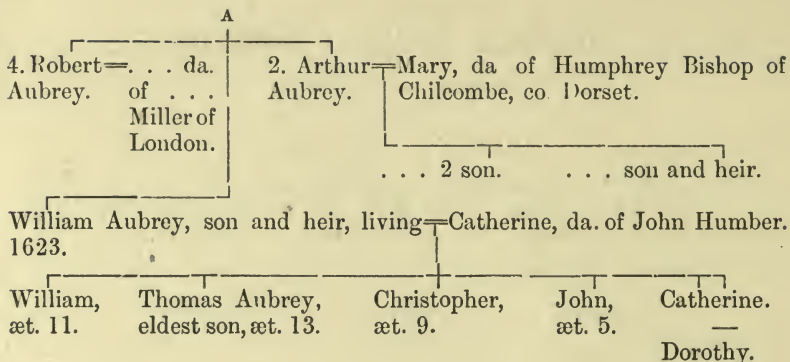 A
4. Robert=. . . da. 2. Arthur=Mary, da of Humphrey Bishop of
Aubrey. of . . . Aubrey. Chilcombe, co. Dorset.
Miller of
London.
. . . 2 son. . . . son and heir.
William Aubrey, son and heir, living=Catherine, da. of John Humber.
1623.
William, Thomas Aubrey, Christopher, John, Catherine.
æt. 11. eldest son, æt. 13. æt. 9. æt. 5. —
Dorothy.